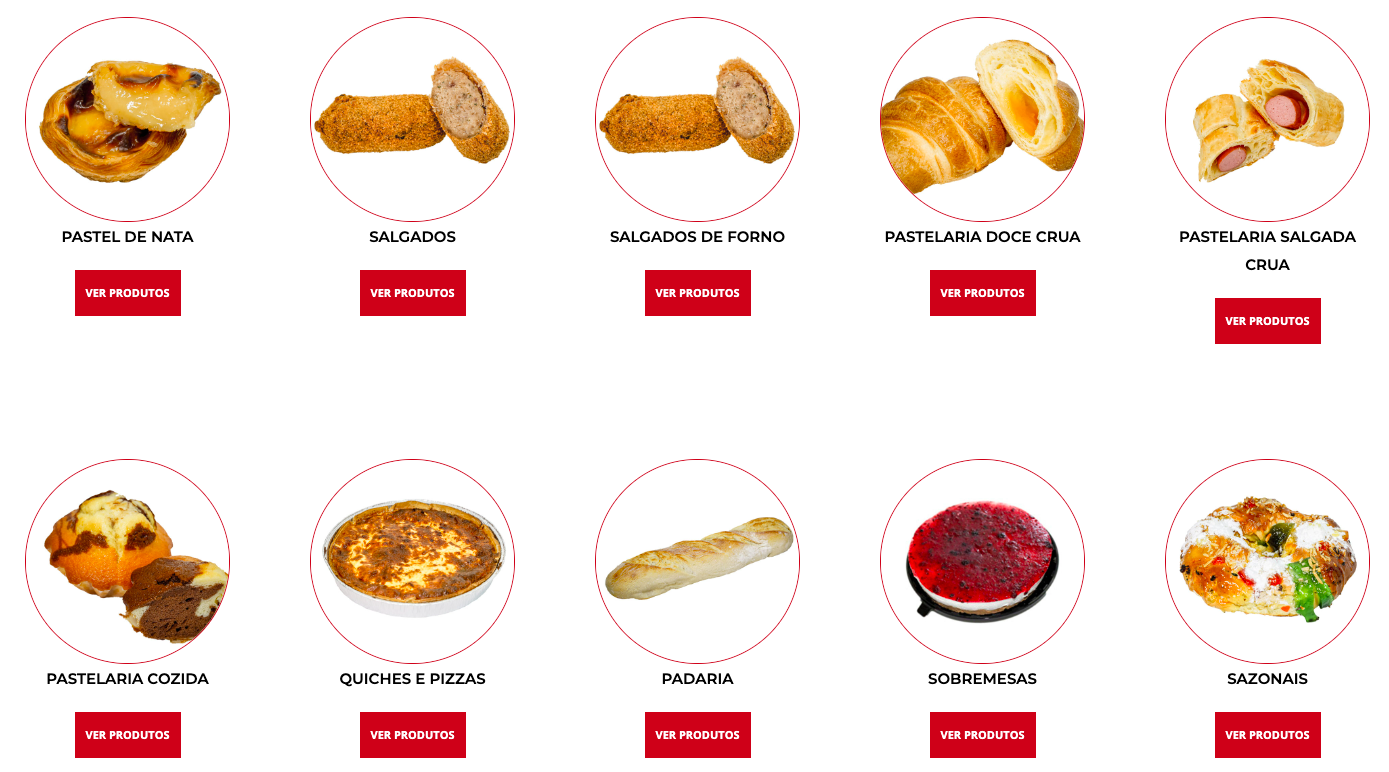 PASTEL DE NATA
VER PRODUTOS
SALGADOS
VER PRODUTOS
SALGADOS DE FORNO
VER PRODUTOS
PASTELARIA DOCE CRUA
VER PRODUTOS
PASTELARIA SALGADA
CRUA
VER PRODUTOS
PASTELARIA COZIDA
VER PRODUTOS
QUICHES E PIZZAS
VER PRODUTOS
PADARIA
VER PRODUTOS
SOBREMESAS
VER PRODUTOS
SAZONAIS
VER PRODUTOS